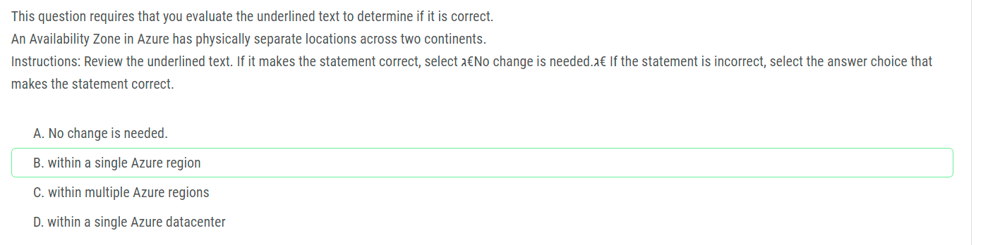 This question requires that you evaluate the underlined text to determine if it is correct.
An Availability Zone in Azure has physically separate locations across two continents.
Instructions: Review the underlined text. If it makes the statement correct, select ג€No change is needed.ג€ If the statement is incorrect, select the answer choice that
makes the statement correct.
A. No change is needed.
B. within a single Azure region
C. within multiple Azure regions
D. within a single Azure datacenter